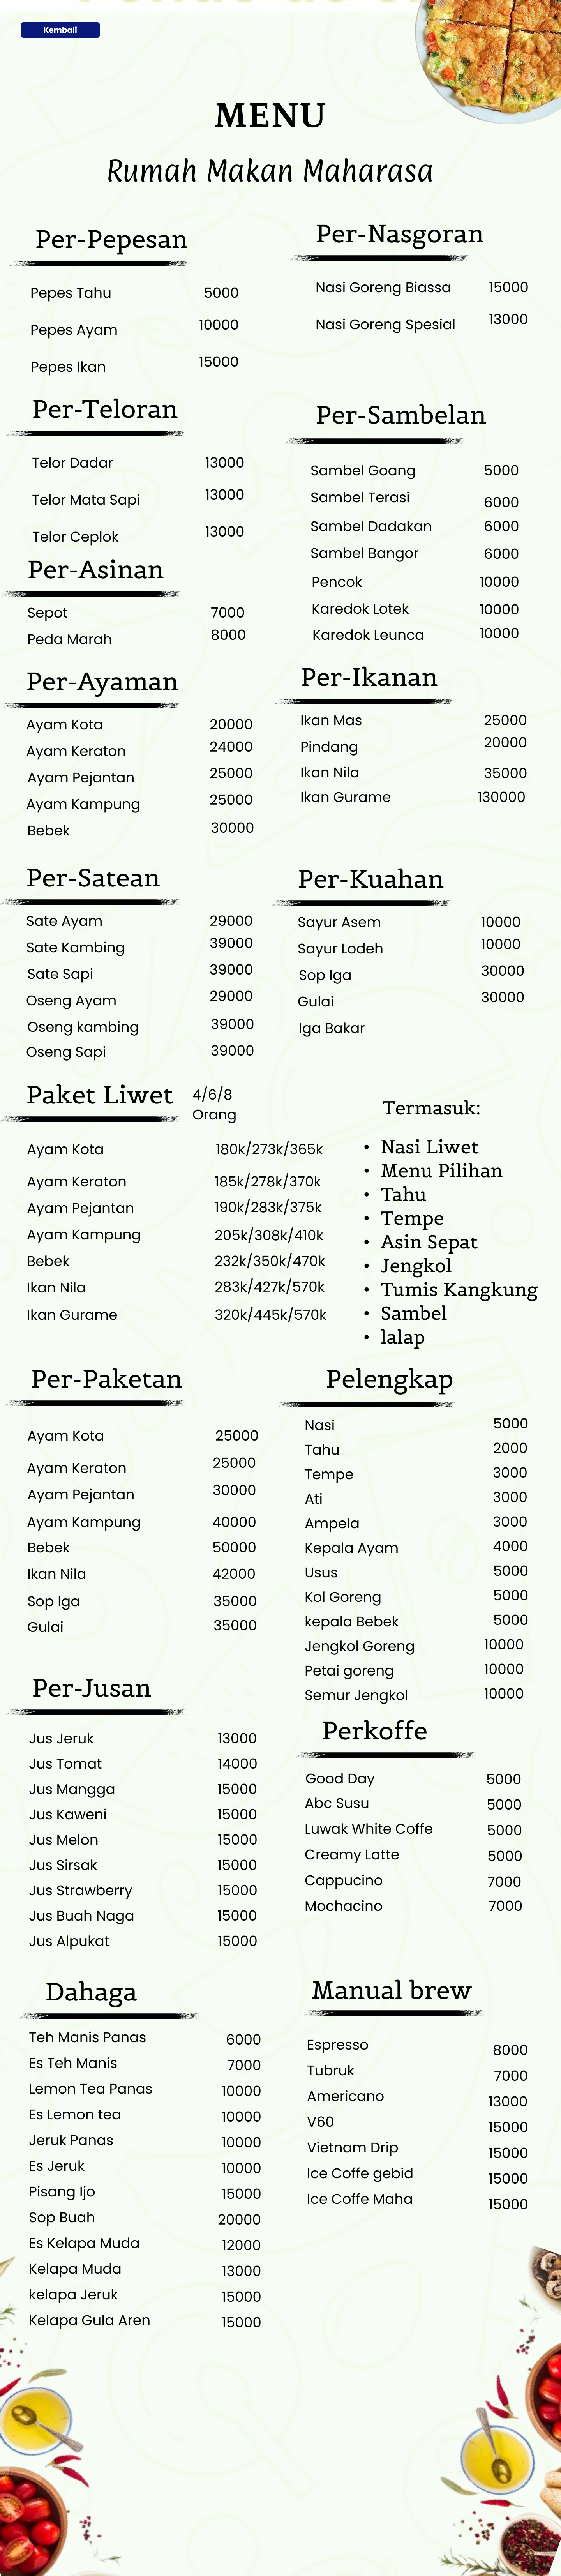 Kembali
MENU
Rumah Makan Maharasa
Per-Pepesan
Pepes Tahu 5000
Pepes Ayam 10000
Pepes Ikan 15000
Per-Nasgoran
Nasi Goreng Biassa 15000
Nasi Goreng Spesial 13000
Per-Teloran
Telor Dadar 13000
Telor Mata Sapi 13000
Telor Ceplok 13000
Per-Sambelan
Sambel Goang 5000
Sambel Terasi 6000
Sambel Dadakan 6000
Sambel Bangor 6000
Pencok 10000
Karedok Lotek 10000
Karedok Leunca 10000
Per-Asinan
Sepot 7000
Peda Marah 8000
Per-Ayaman
Ayam Kota 20000
Ayam Keraton 24000
Ayam Pejantan 25000
Ayam Kampung 25000
Bebek 30000
Per-Ikanan
Ikan Mas 25000
Pindang 20000
Ikan Nila 35000
Ikan Gurame 130000
Per-Satean
Sate Ayam 29000
Sate Kambing 39000
Sate Sapi 39000
Oseng Ayam 29000
Oseng kambing 39000
Oseng Sapi 39000
Per-Kuahan
Sayur Asem 10000
Sayur Lodeh 10000
Sop Iga 30000
Gulai 30000
Iga Bakar
Paket Liwet 4/6/8
Orang
Ayam Kota 180k/273k/365k
Ayam Keraton 185k/278k/370k
Ayam Pejantan 190k/283k/375k
Ayam Kampung 205k/308k/410k
Bebek 232k/350k/470k
Ikan Nila 283k/427k/570k
Ikan Gurame 320k/445k/570k
Termasuk:
• Nasi Liwet
• Menu Pilihan
• Tahu
• Tempe
• Asin Sepat
• Jengkol
• Tumis Kangkung
• Sambel
• lalap
Per-Paketan
Ayam Kota 25000
Ayam Keraton 25000
Ayam Pejantan 30000
Ayam Kampung 40000
Bebek 50000
Ikan Nila 42000
Sop Iga 35000
Gulai 35000
Pelengkap
Nasi 5000
Tahu 2000
Tempe 3000
Ati 3000
Ampela 3000
Kepala Ayam 4000
Usus 5000
Kol Goreng 5000
kepala Bebek 5000
Jengkol Goreng 10000
Petai goreng 10000
Semur Jengkol 10000
Per-Jusan
Jus Jeruk 13000
Jus Tomat 14000
Jus Mangga 15000
Jus Kaweni 15000
Jus Melon 15000
Jus Sirsak 15000
Jus Strawberry 15000
Jus Buah Naga 15000
Jus Alpukat 15000
Perkoffe
Good Day 5000
Abc Susu 5000
Luwak White Coffe 5000
Creamy Latte 5000
Cappucino 7000
Mochacino 7000
Dahaga
Teh Manis Panas 6000
Es Teh Manis 7000
Lemon Tea Panas 10000
Es Lemon tea 10000
Jeruk Panas 10000
Es Jeruk 10000
Pisang Ijo 15000
Sop Buah 20000
Es Kelapa Muda 12000
Kelapa Muda 13000
kelapa Jeruk 15000
Kelapa Gula Aren 15000
Manual brew
Espresso 8000
Tubruk 7000
Americano 13000
V60 15000
Vietnam Drip 15000
Ice Coffe gebid 15000
Ice Coffe Maha 15000